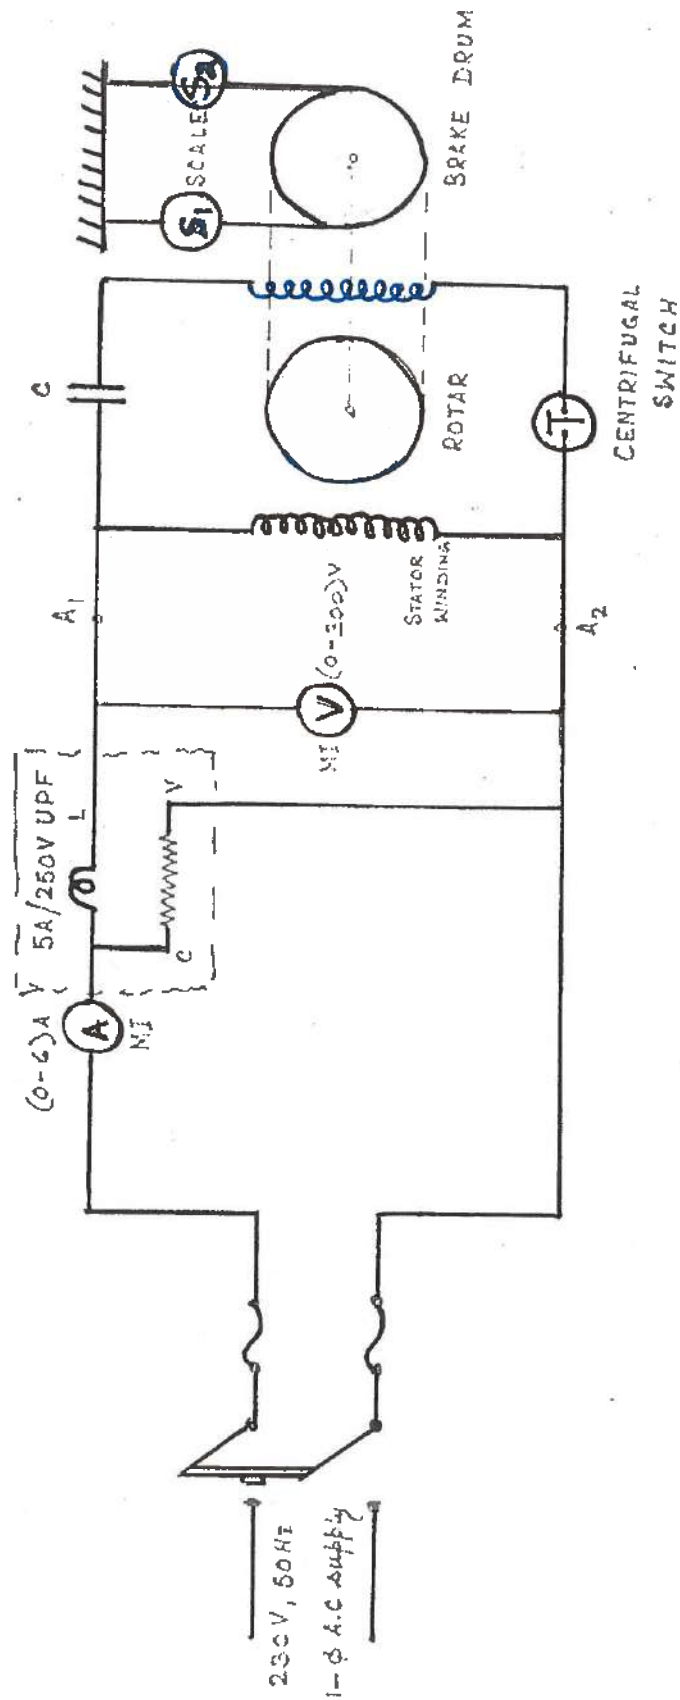 230V, 50Hz
1-ϕ A.C supply
(0-6)A
A
MI
5A/250V UPF
L
C
V
V
MI
(0-300)V
A1
A2
STATOR
WINDING
C
ROTAR
CENTRIFUGAL
SWITCH
S1
SCALE
S2
BRAKE DRUM